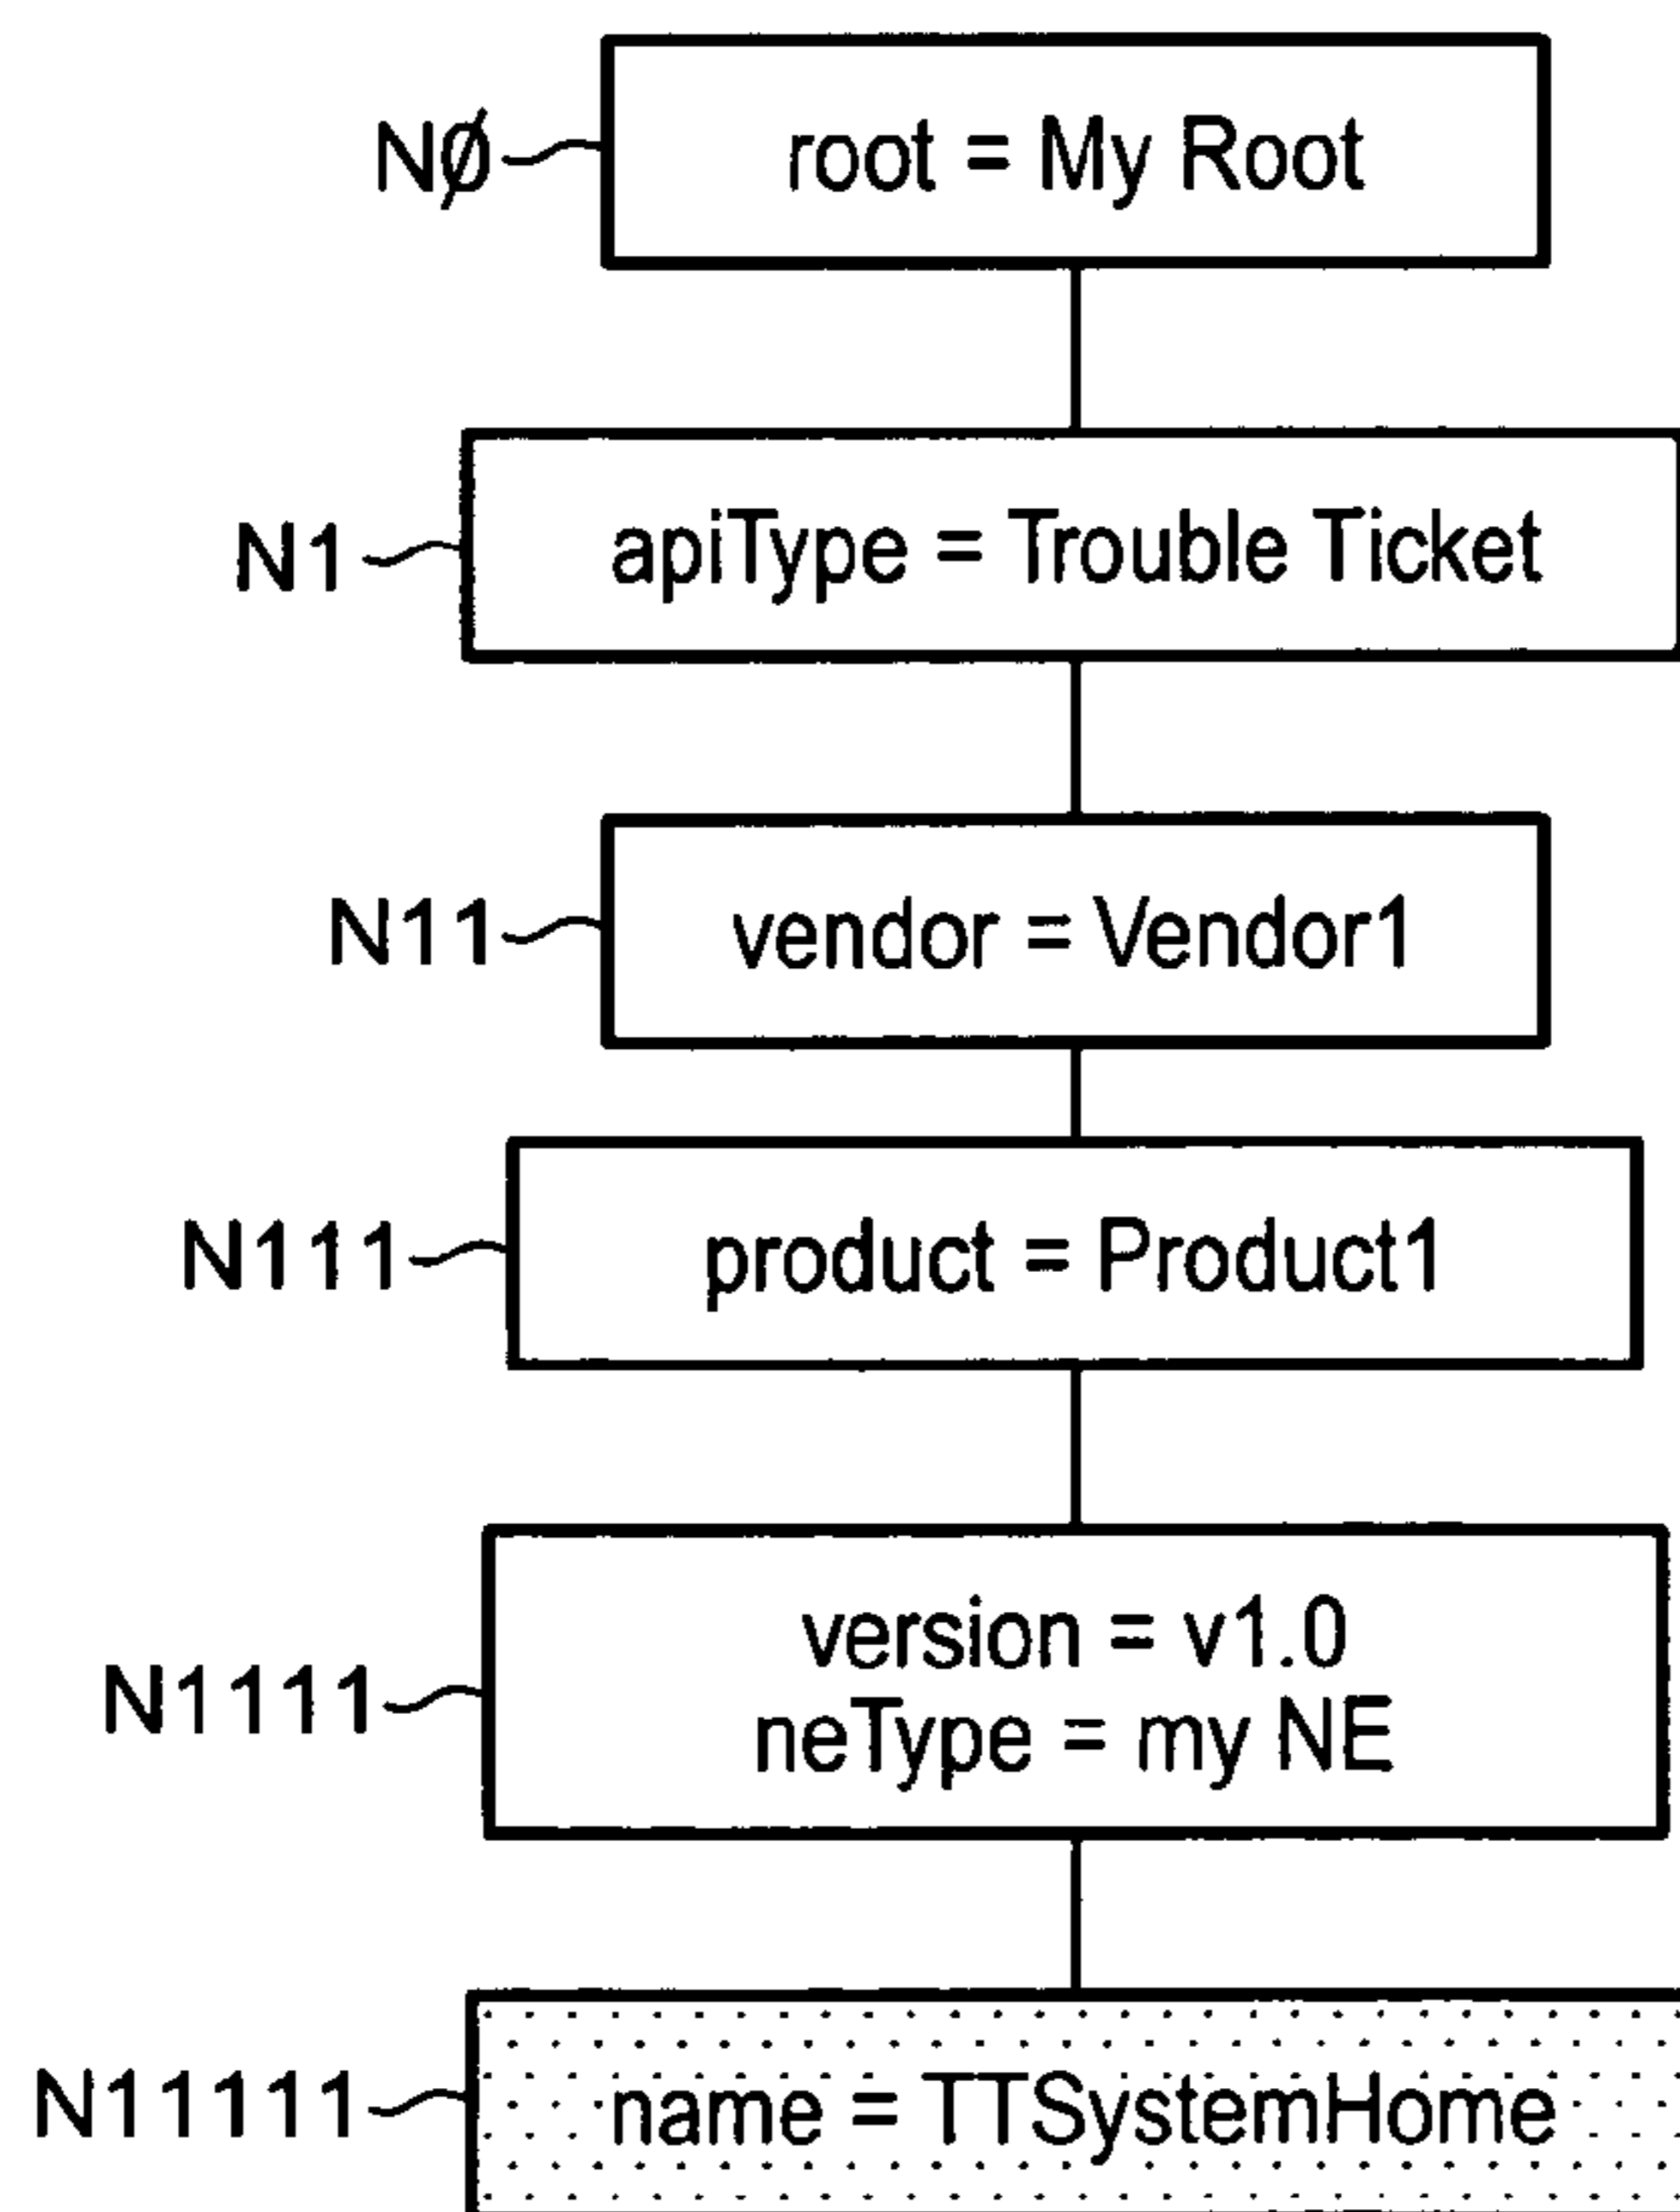 NØ
root = My Root
N1
apiType = Trouble Ticket
N11
vendor = Vendor1
N111
product = Product1
N1111
version = v1.0
neType = my NE
N11111
name = TTSystemHome